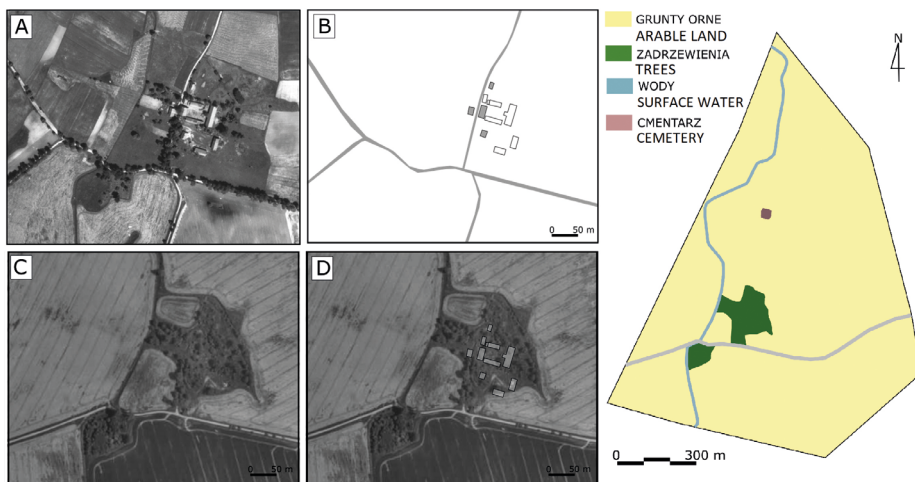 A
B
0 50 m
C
0 50 m
D
0 50 m
GRUNTY ORNE
ARABLE LAND
ZADRZEWIENIA
TREES
WODY
SURFACE WATER
CMENTARZ
CEMETERY
N
0 300 m